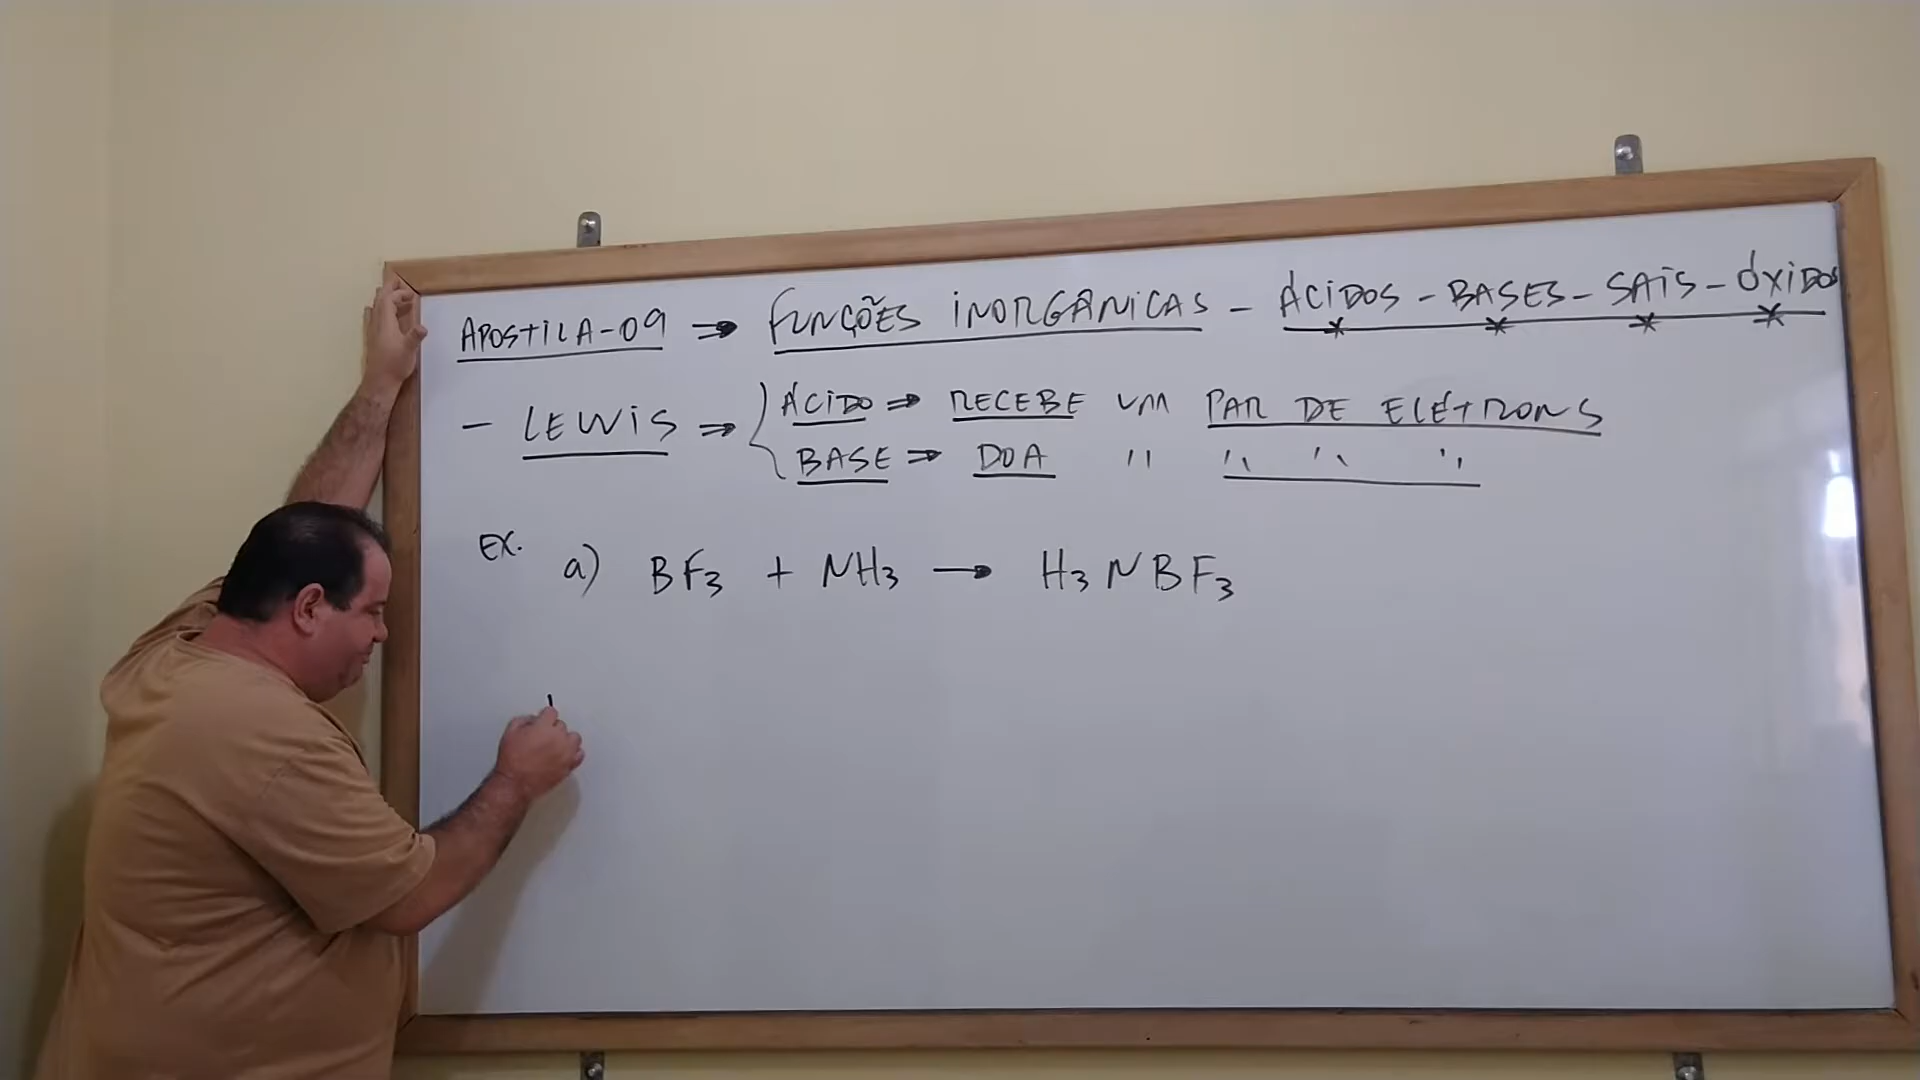 APOSTILA-09 ⇒ FUNÇÕES INORGÂNICAS - ÁCIDOS - BASES - SAIS - ÓXIDOS
- LEWIS ⇒ { ÁCIDO ⇒ RECEBE UM PAR DE ELÉTRONS
BASE ⇒ DOA " " " "
EX. a) BF3 + NH3 → H3NBF3